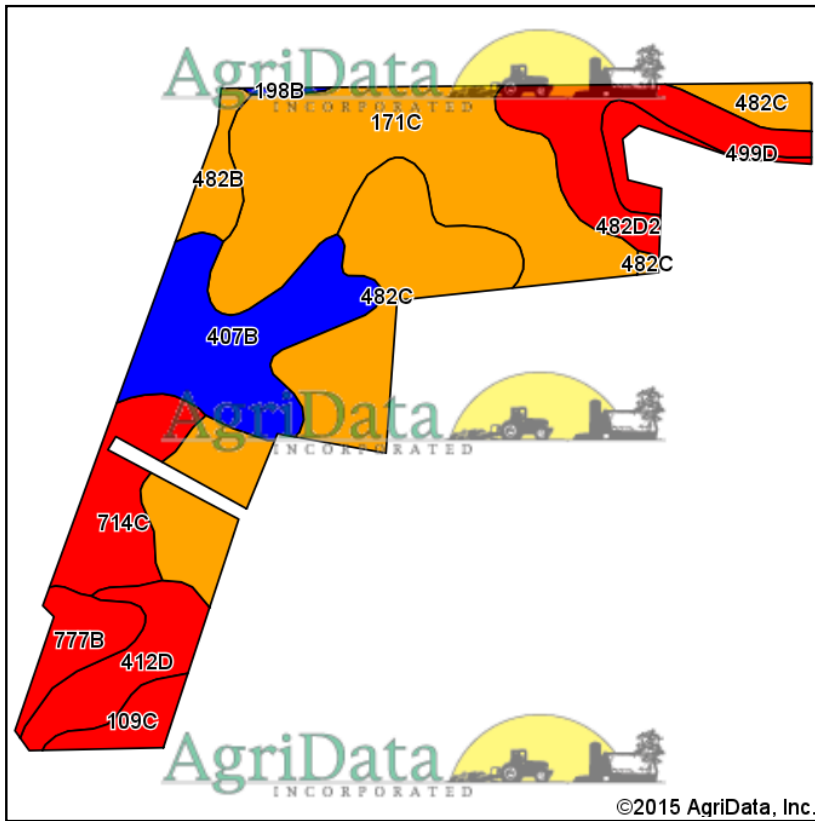 AgriData
INCORPORATED
198B
171C
482C
499D
482B
482D2
482C
482C
407B
AgriData
INCORPORATED
714C
777B
412D
109C
AgriData
INCORPORATED
©2015 AgriData, Inc.